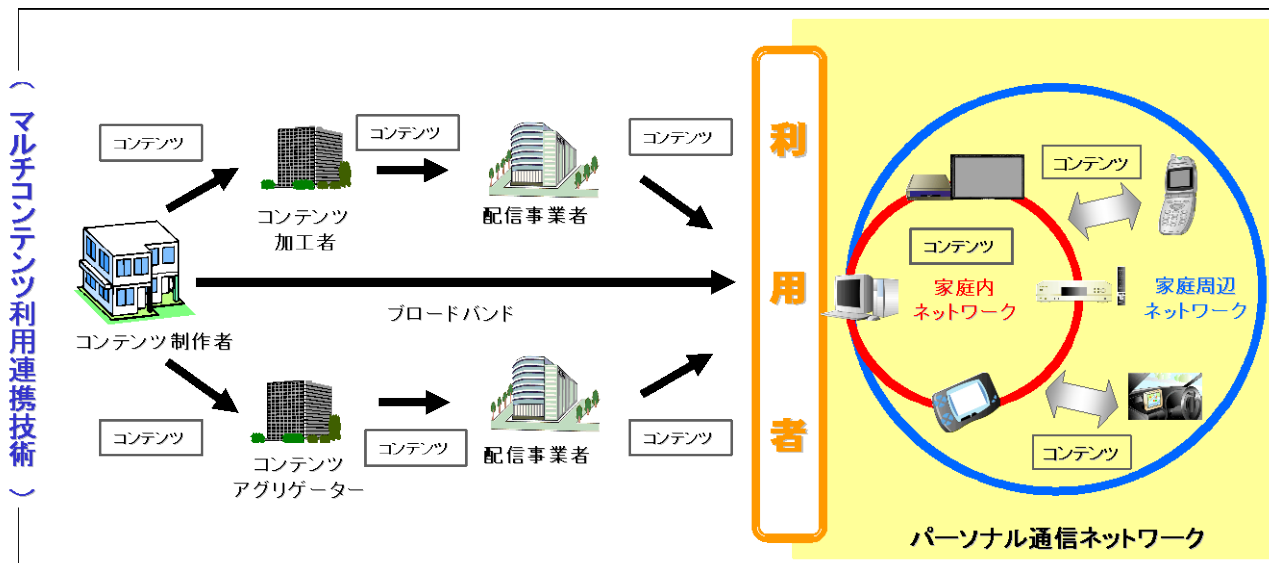 （ マルチコンテンツ利用連携技術 ）
コンテンツ
コンテンツ
コンテンツ
コンテンツ
加工者
配信事業者
コンテンツ制作者
ブロードバンド
コンテンツ
コンテンツ
アグリゲーター
コンテンツ
配信事業者
コンテンツ
利用者
コンテンツ
コンテンツ
家庭内
ネットワーク
家庭周辺
ネットワーク
コンテンツ
パーソナル通信ネットワーク